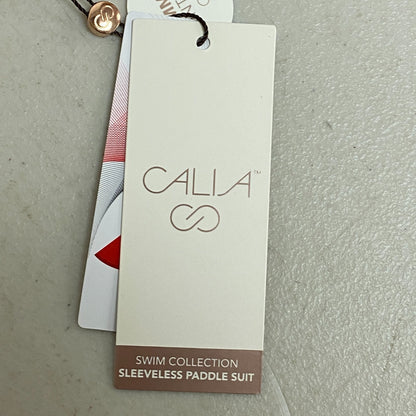 CALIA™
SWIM COLLECTION
SLEEVELESS PADDLE SUIT